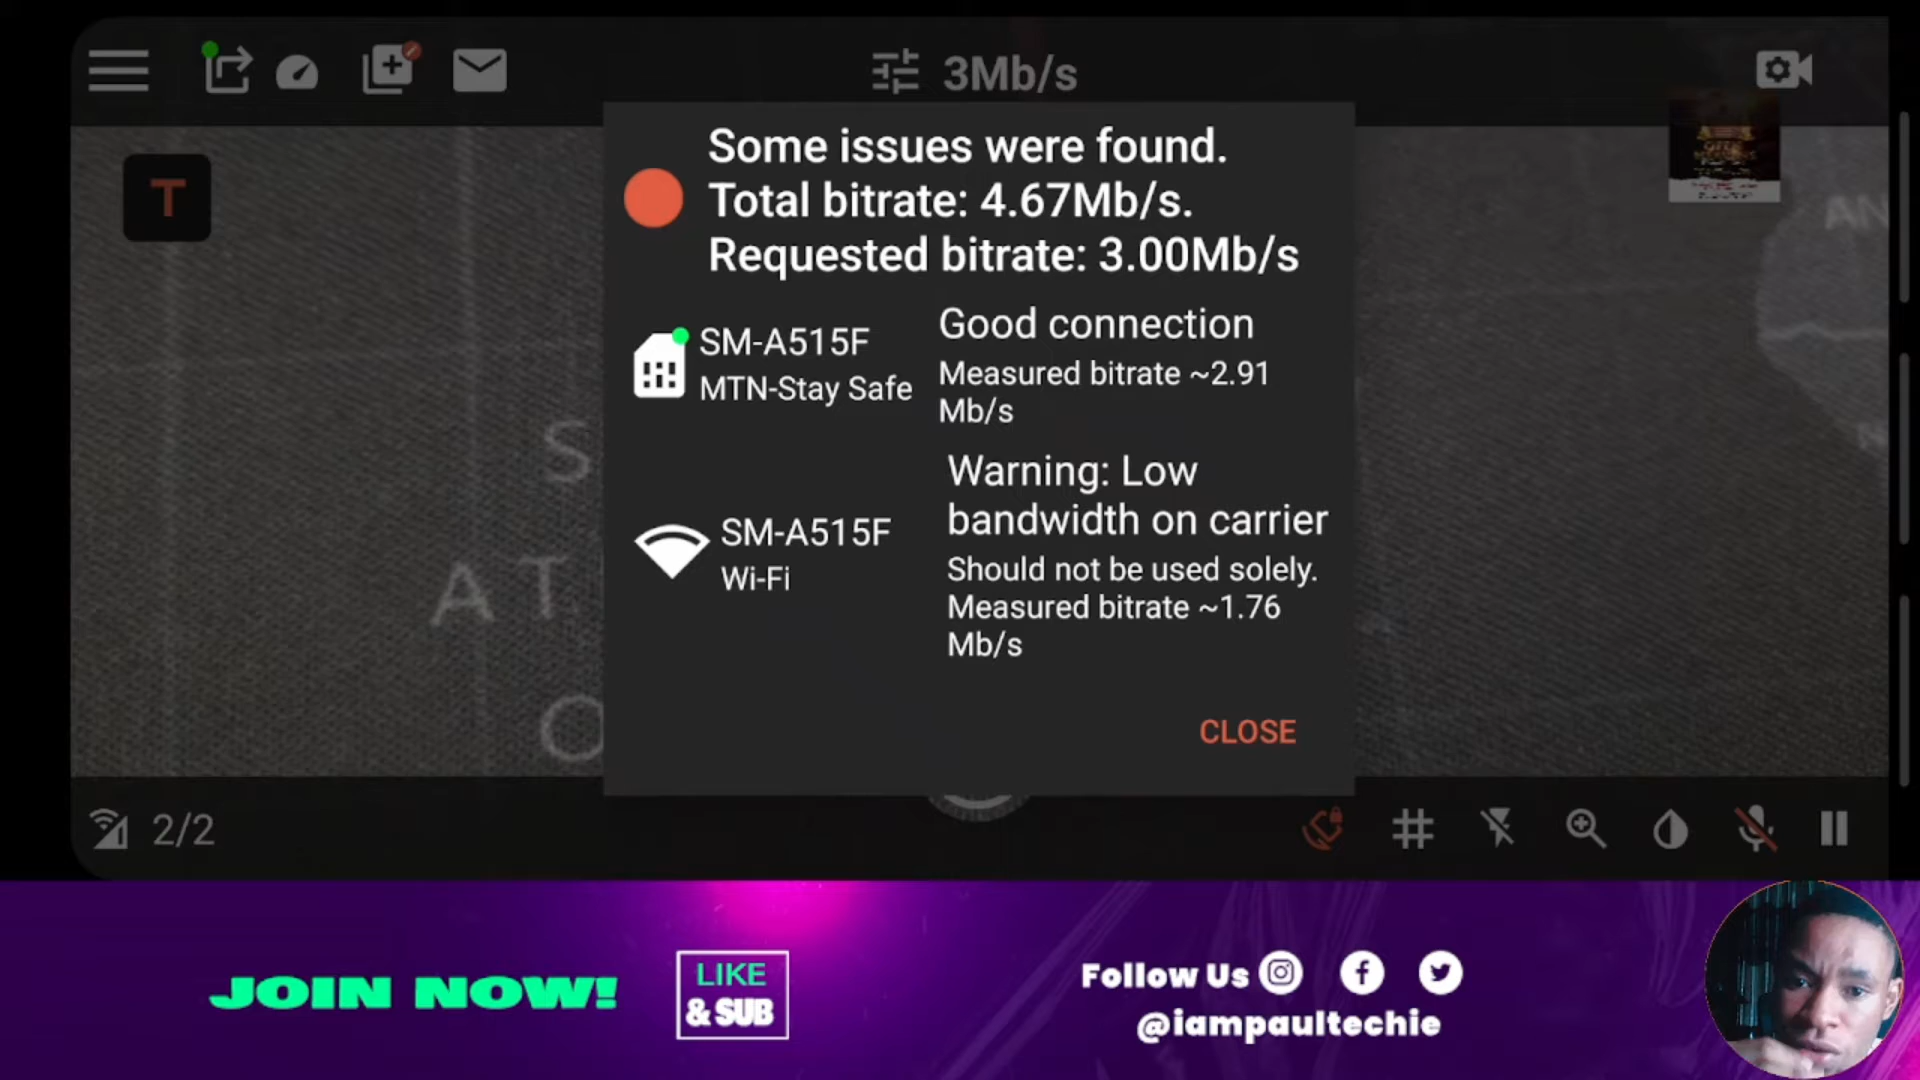 3Mb/s
T
Some issues were found.
Total bitrate: 4.67Mb/s.
Requested bitrate: 3.00Mb/s
SM-A515F
MTN-Stay Safe
Good connection
Measured bitrate ~2.91
Mb/s
SM-A515F
Wi-Fi
Warning: Low
bandwidth on carrier
Should not be used solely.
Measured bitrate ~1.76
Mb/s
CLOSE
AN
S
A T
O
2/2
JOIN NOW!
LIKE
& SUB
Follow Us
@iampaultechie